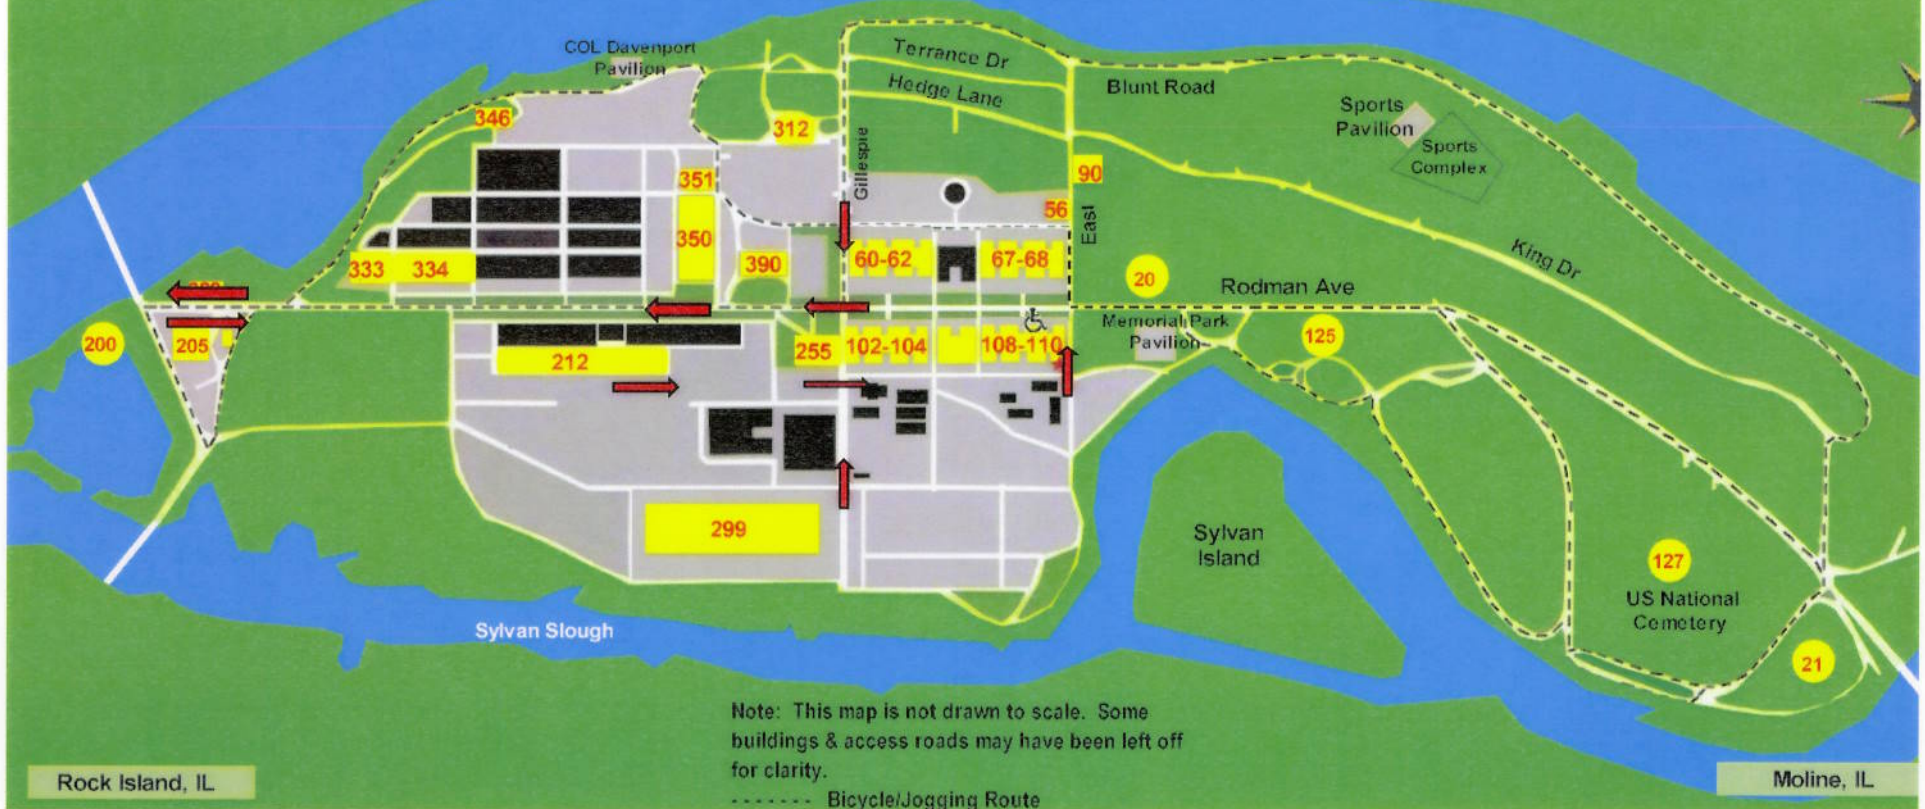 COL Davenport
Pavilion
Terrance Dr
Hedge Lane
Blunt Road
Sports
Pavilion
Sports
Complex
346
312
Gillespie
351
90
56
East
350
333
334
390
60-62
67-68
20
King Dr
Rodman Ave
200
205
212
255
102-104
108-110
Memorial Park
Pavilion
125
299
Sylvan
Island
127
US National
Cemetery
21
Sylvan Slough
Note: This map is not drawn to scale. Some
buildings & access roads may have been left off
for clarity.
------- Bicycle/Jogging Route
Rock Island, IL
Moline, IL